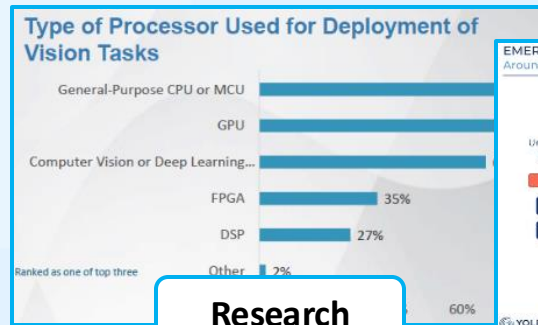 Type of Processor Used for Deployment of
Vision Tasks
EMER
Aroun
General-Purpose CPU or MCU
GPU
Computer Vision or Deep Learning...
FPGA
35%
DSP
27%
Ranked as one of top three
Other
2%
60%
Research
YOL